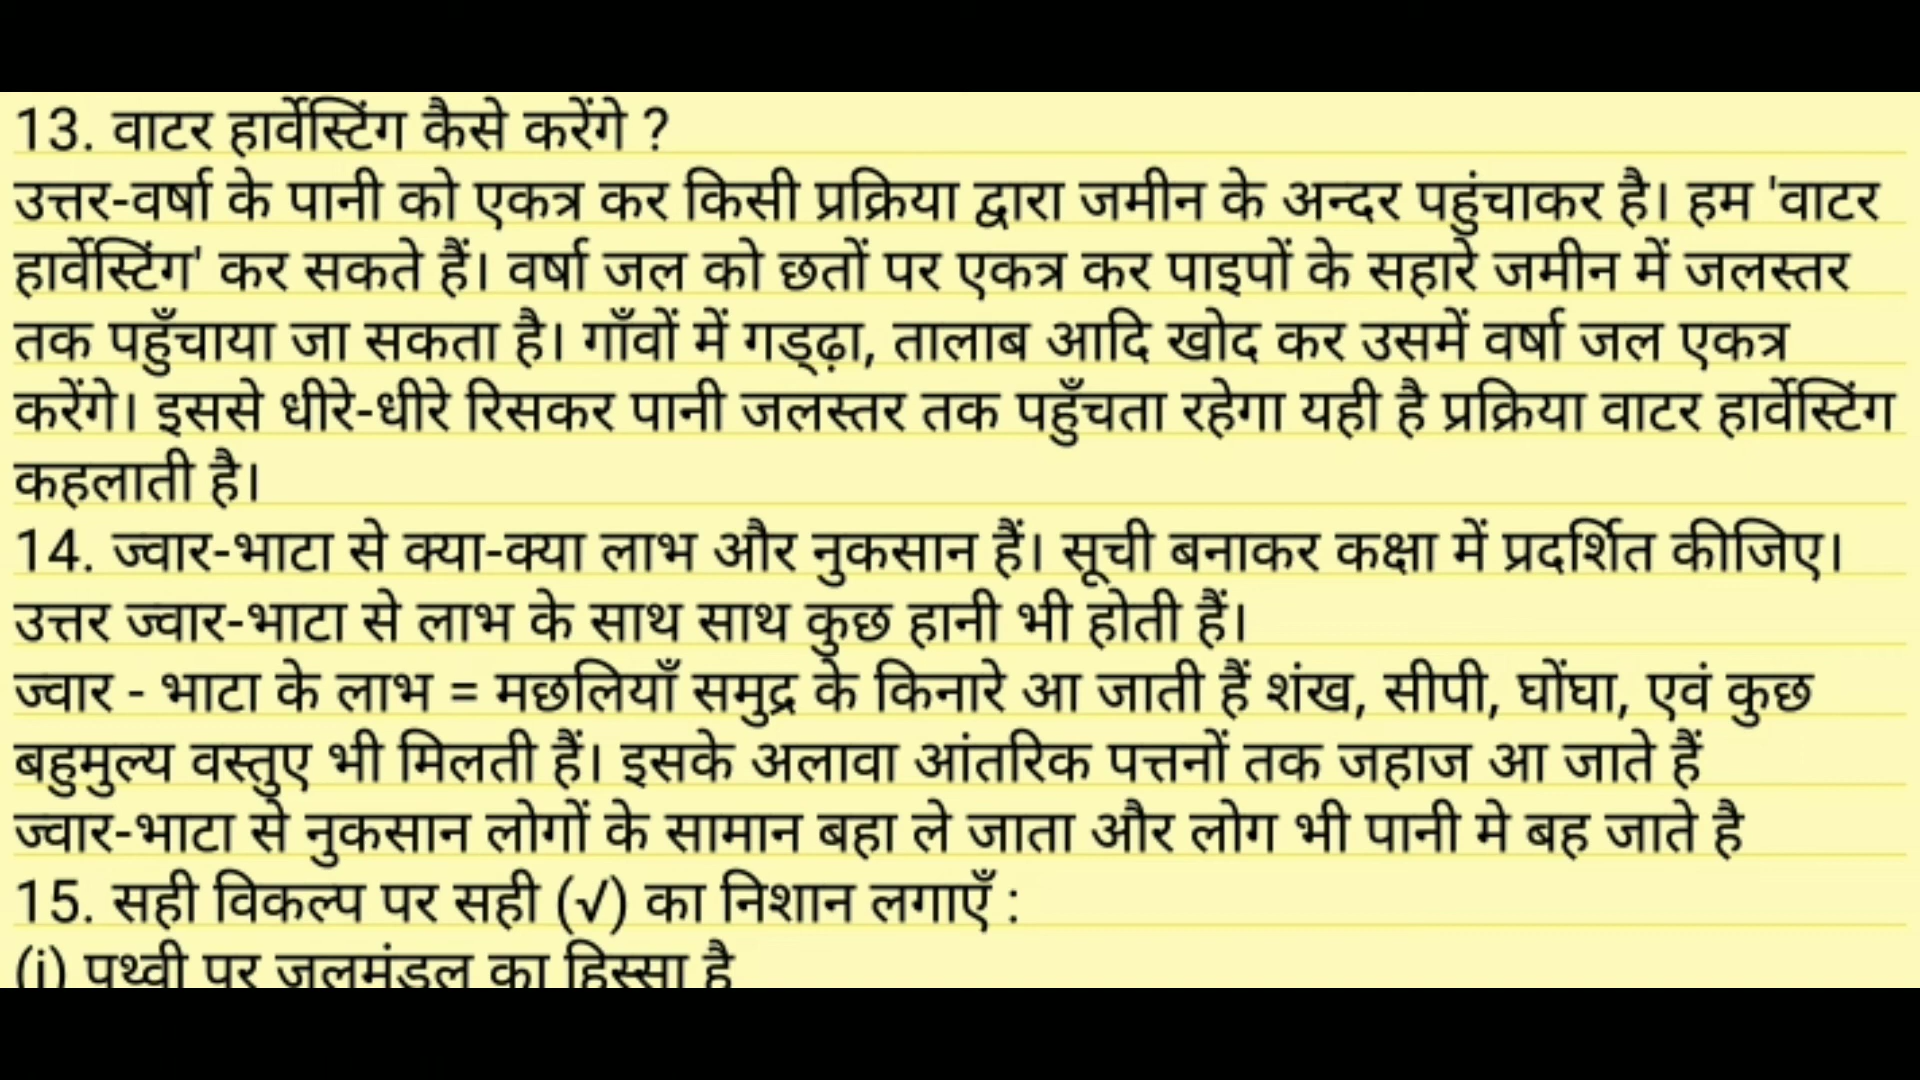 13. वाटर हार्वेस्टिंग कैसे करेंगे ?
उत्तर-वर्षा के पानी को एकत्र कर किसी प्रक्रिया द्वारा जमीन के अन्दर पहुंचाकर है। हम 'वाटर
हार्वेस्टिंग' कर सकते हैं। वर्षा जल को छतों पर एकत्र कर पाइपों के सहारे जमीन में जलस्तर
तक पहुँचाया जा सकता है। गाँवों में गड्ढ़ा, तालाब आदि खोद कर उसमें वर्षा जल एकत्र
करेंगे। इससे धीरे-धीरे रिसकर पानी जलस्तर तक पहुँचता रहेगा यही है प्रक्रिया वाटर हार्वेस्टिंग
कहलाती है।
14. ज्वार-भाटा से क्या-क्या लाभ और नुकसान हैं। सूची बनाकर कक्षा में प्रदर्शित कीजिए।
उत्तर ज्वार-भाटा से लाभ के साथ साथ कुछ हानी भी होती हैं।
ज्वार - भाटा के लाभ = मछलियाँ समुद्र के किनारे आ जाती हैं शंख, सीपी, घोंघा, एवं कुछ
बहुमुल्य वस्तुए भी मिलती हैं। इसके अलावा आंतरिक पत्तनों तक जहाज आ जाते हैं
ज्वार-भाटा से नुकसान लोगों के सामान बहा ले जाता और लोग भी पानी मे बह जाते है
15. सही विकल्प पर सही (√) का निशान लगाएँ :
(i) पृथ्वी पर जलमंडल का हिस्सा है